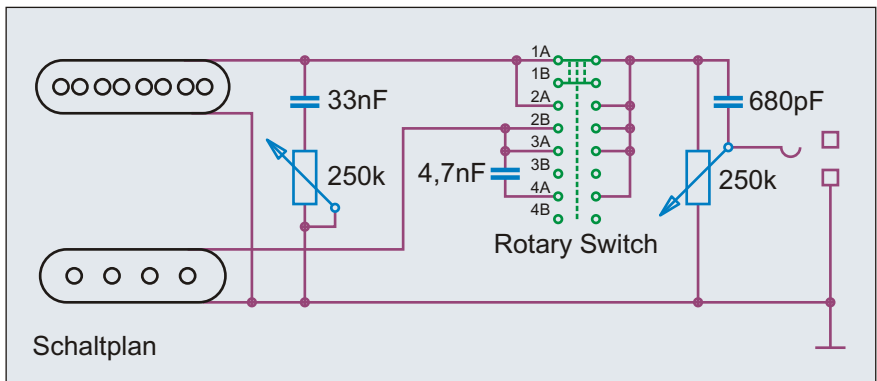 1A
1B
2A
2B
3A
3B
4A
4B
33nF
680pF
4,7nF
250k
250k
Rotary Switch
Schaltplan